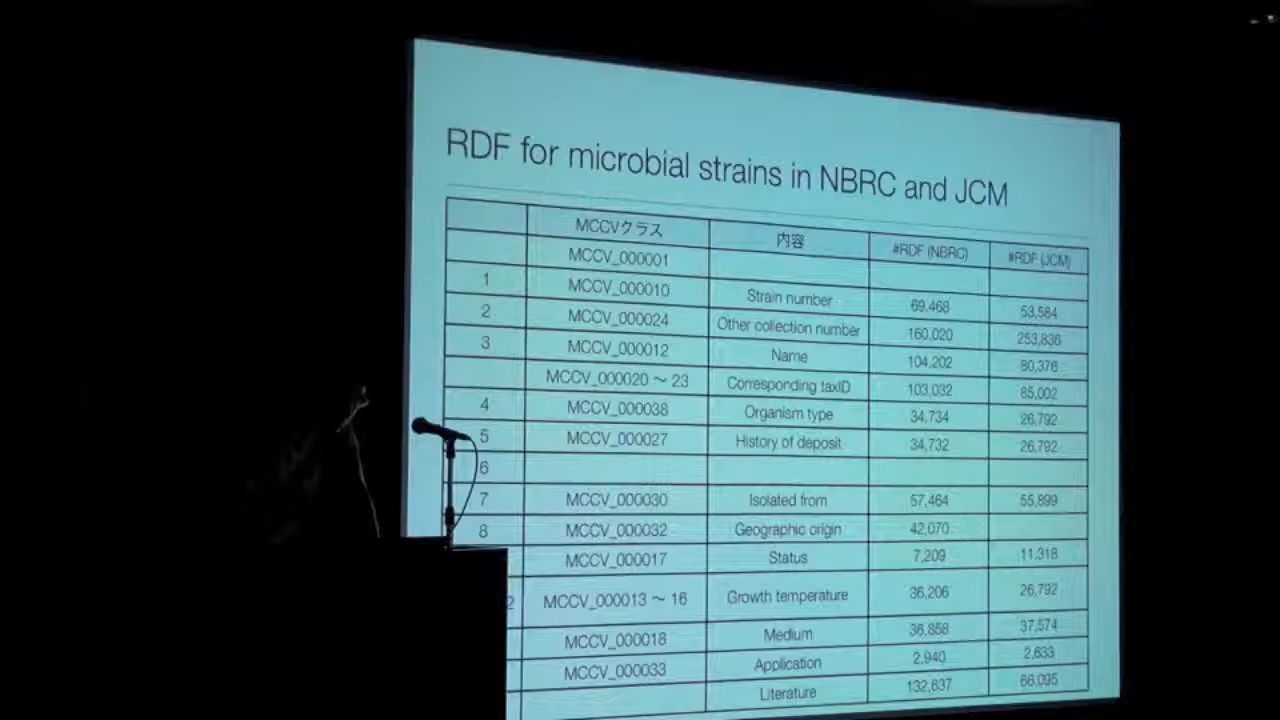 RDF for microbial strains in NBRC and JCM
MCCVクラス 内容 #RDF (NBRC) #RDF (JCM)
MCCV_000001
1 MCCV_000010 Strain number 69,468 53,584
2 MCCV_000024 Other collection number 160,020 253,836
3 MCCV_000012 Name 104,202 80,376
MCCV_000020 ～ 23 Corresponding taxID 103,032 85,002
4 MCCV_000038 Organism type 34,734 26,792
5 MCCV_000027 History of deposit 34,732 26,792
6
7 MCCV_000030 Isolated from 57,464 55,899
8 MCCV_000032 Geographic origin 42,070
MCCV_000017 Status 7,209 11,318
2 MCCV_000013 ～ 16 Growth temperature 36,206 26,792
MCCV_000018 Medium 36,858 37,574
MCCV_000033 Application 2,940 2,633
Literature 132,637 66,095